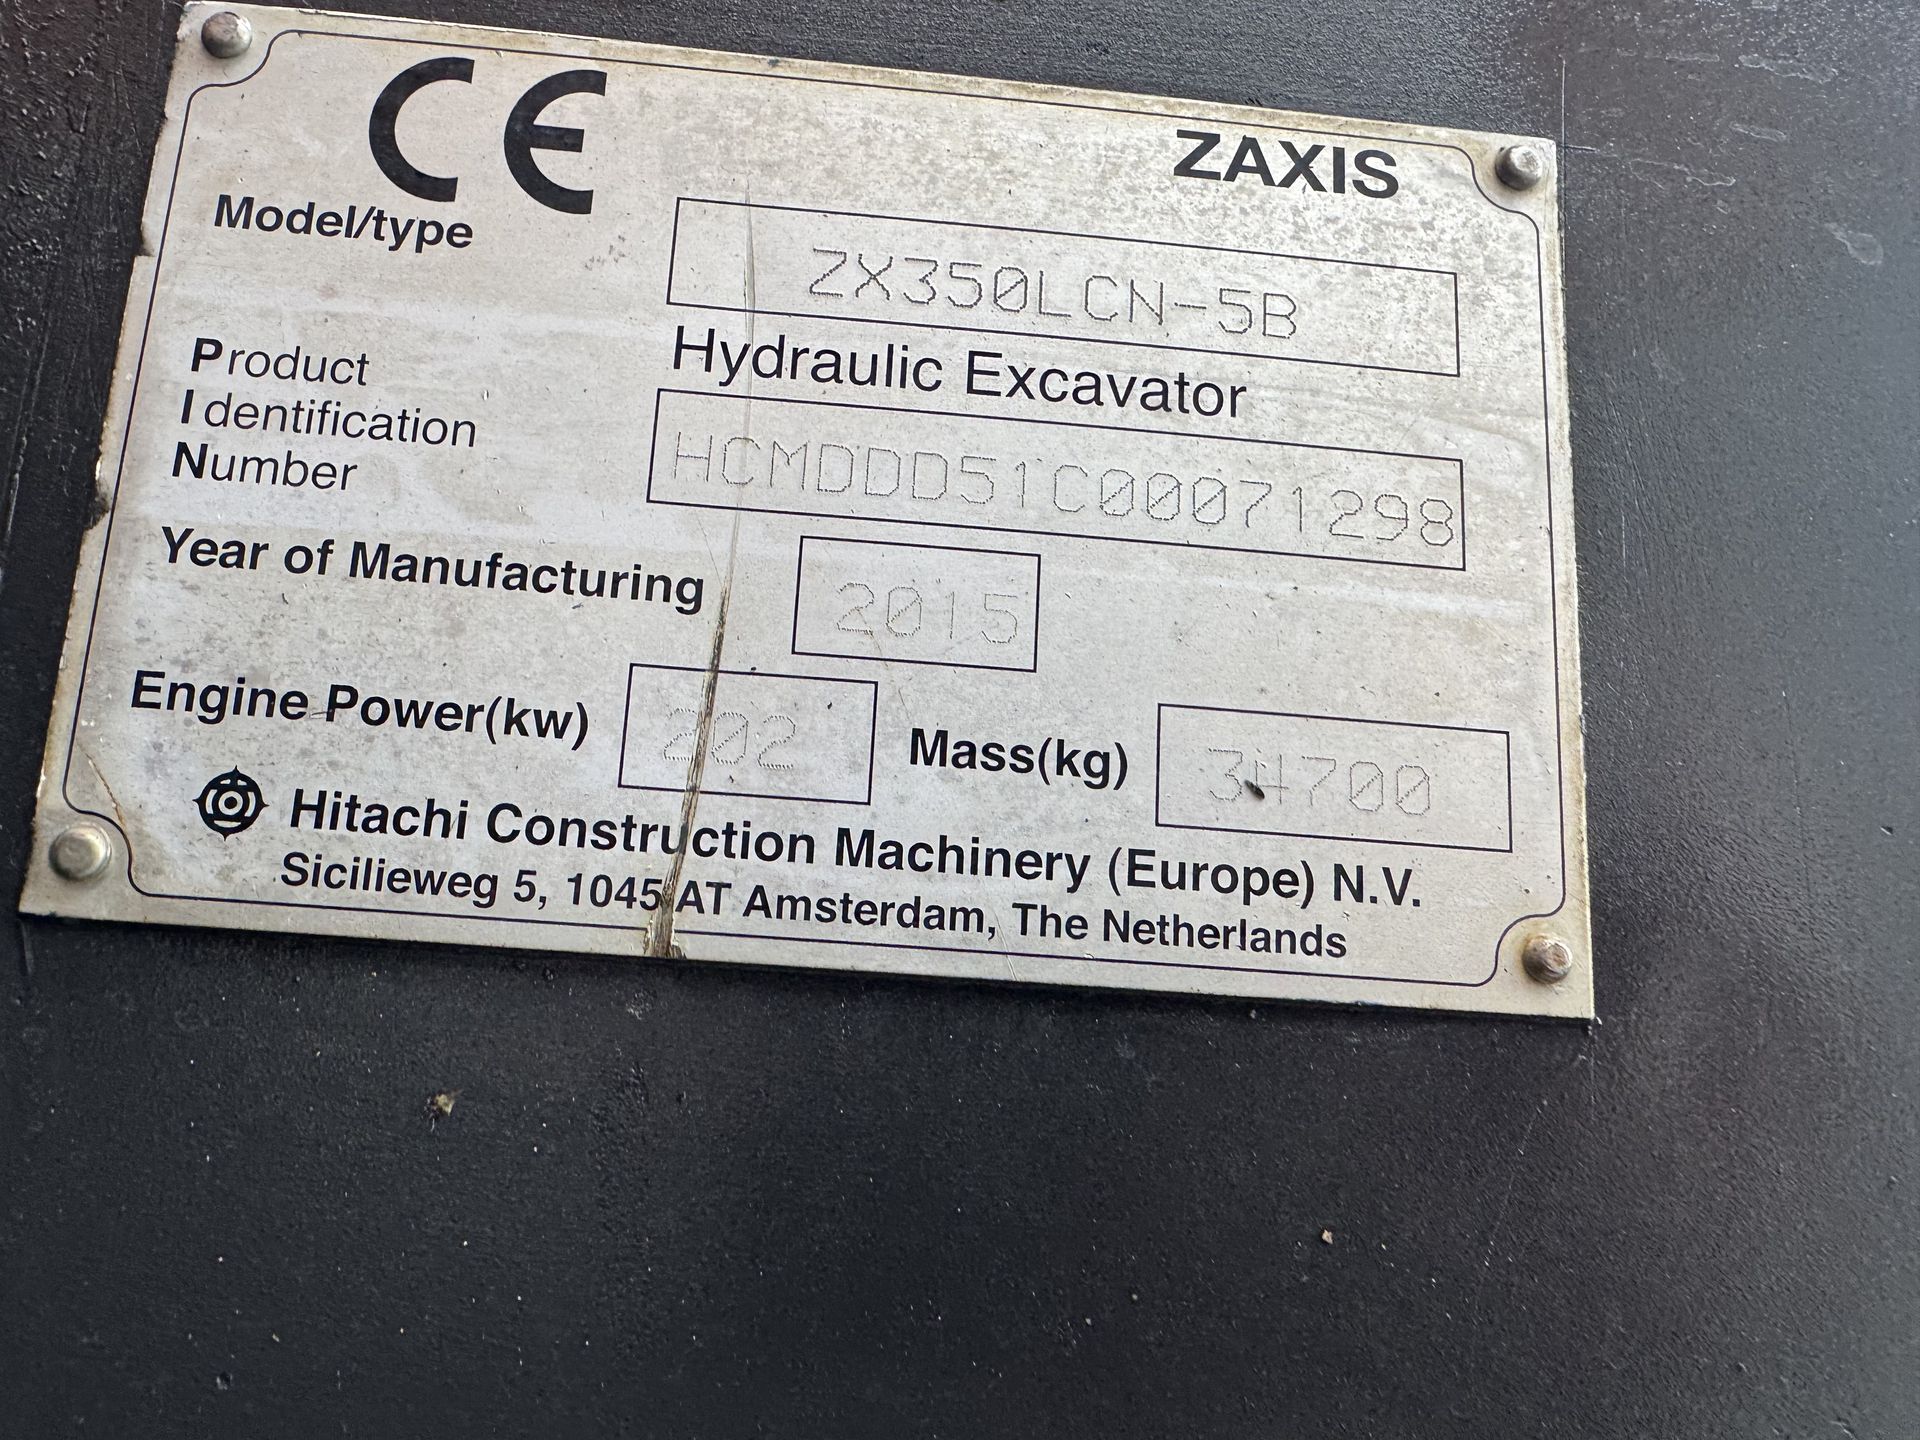 CE
ZAXIS
Model/type ZX350LCN-5B
Hydraulic Excavator
Product
Identification
Number HCMDDD51C00071298
Year of Manufacturing 2015
Engine Power(kw) 202 Mass(kg) 34700
Hitachi Construction Machinery (Europe) N.V.
Sicilieweg 5, 1045 AT Amsterdam, The Netherlands